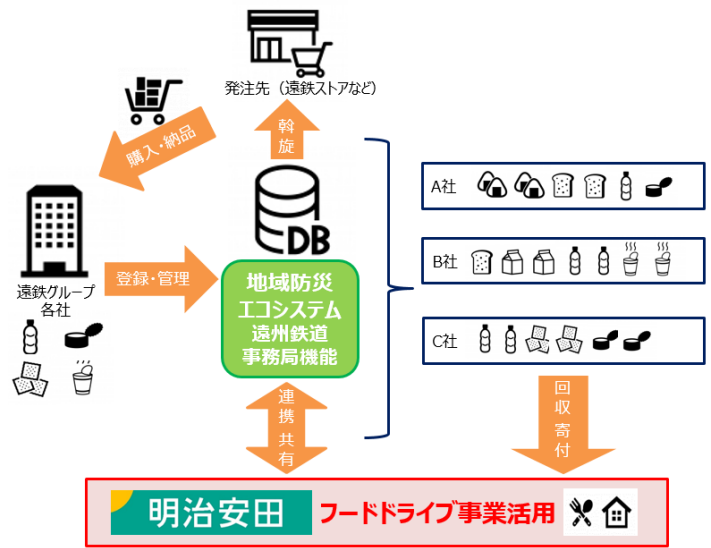 発注先（遠鉄ストアなど）
購入・納品
斡旋
DB
遠鉄グループ
各社
登録・管理
地域防災
エコシステム
遠州鉄道
事務局機能
連携 共有
A社
B社
C社
回収 寄付
明治安田 フードドライブ事業活用